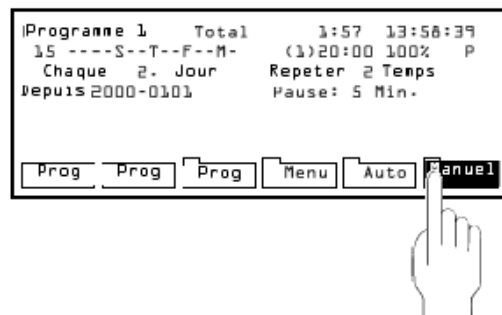 Programme 1 Total 1:57 13:58:39
15 ----S--T--F--M- (1)20:00 100% P
Chaque 2. Jour Repeter 2 Temps
Depuis 2000-0101 Pause: 5 Min.
Prog Prog Prog Menu Auto Manuel